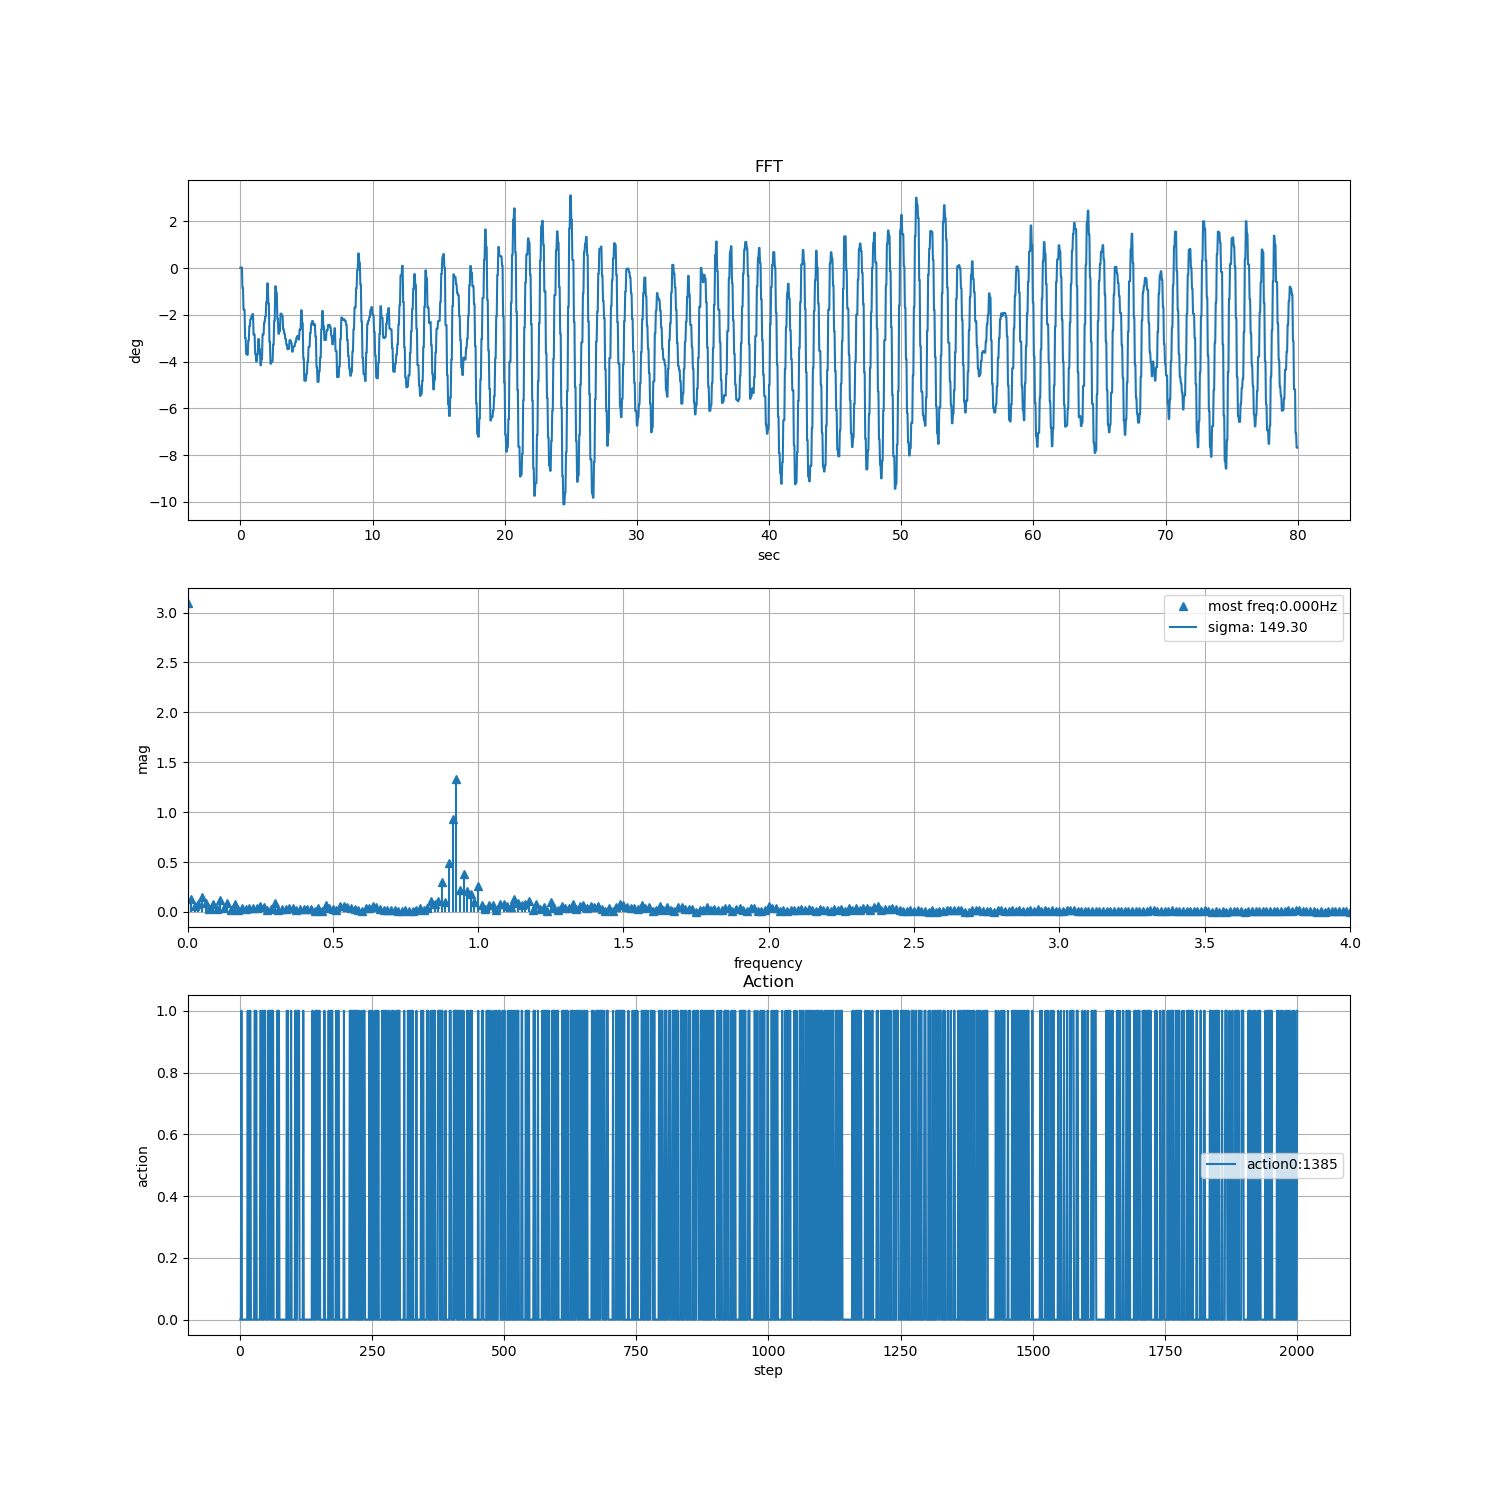 FFT
2
0
−2
−4
−6
−8
−10
deg
0 10 20 30 40 50 60 70 80
sec
3.0
2.5
2.0
1.5
1.0
0.5
0.0
mag
most freq:0.000Hz
sigma: 149.30
0.0 0.5 1.0 1.5 2.0 2.5 3.0 3.5 4.0
frequency
Action
1.0
0.8
0.6
0.4
0.2
0.0
action
action0:1385
0 250 500 750 1000 1250 1500 1750 2000
step